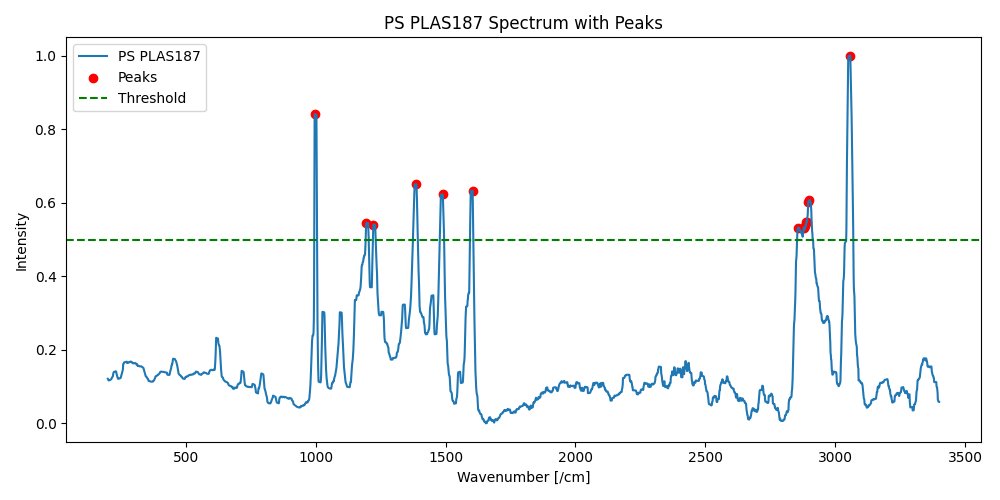 PS PLAS187 Spectrum with Peaks
PS PLAS187
Peaks
Threshold
Intensity
1.0
0.8
0.6
0.4
0.2
0.0
500 1000 1500 2000 2500 3000 3500
Wavenumber [/cm]